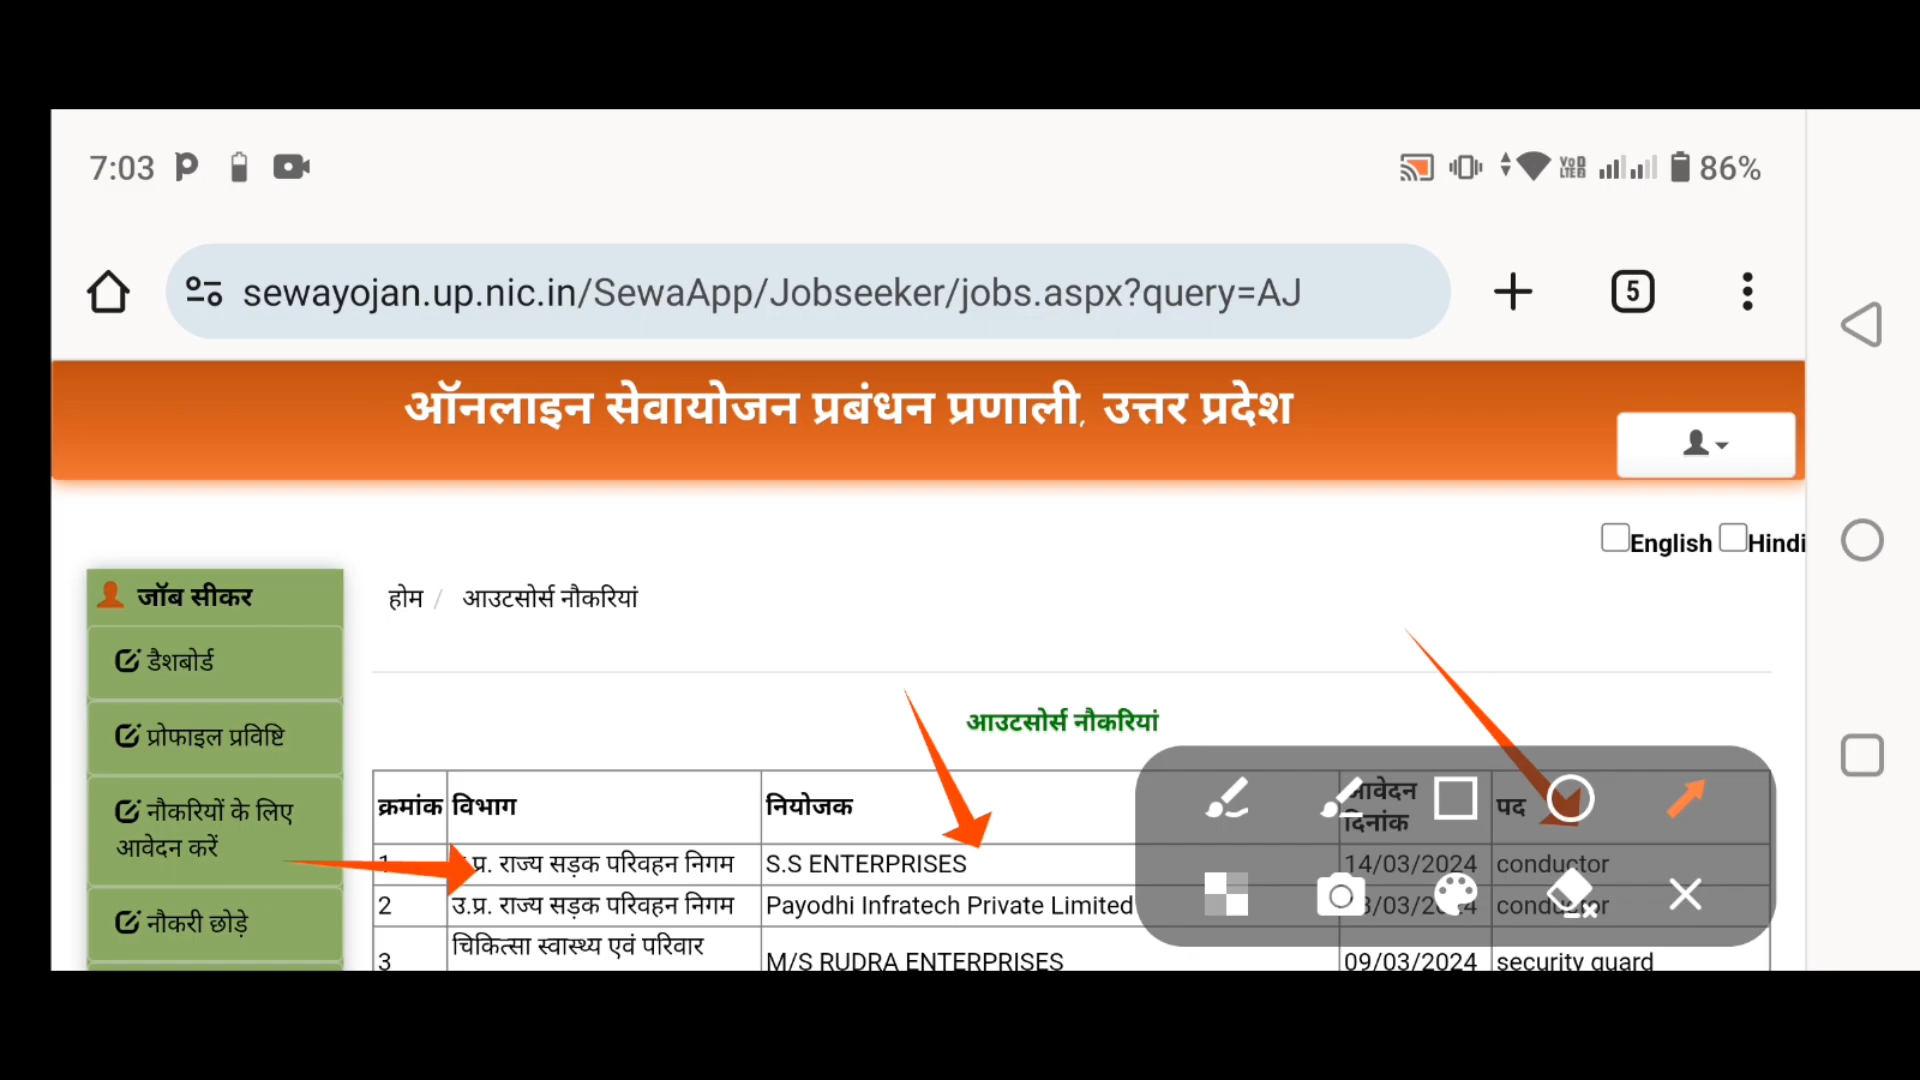 7:03 86%
sewayojan.up.nic.in/SewaApp/Jobseeker/jobs.aspx?query=AJ 5
ऑनलाइन सेवायोजन प्रबंधन प्रणाली, उत्तर प्रदेश
English Hindi
जॉब सीकर
डैशबोर्ड
प्रोफाइल प्रविष्टि
नौकरियों के लिए
आवेदन करें
नौकरी छोड़े
होम / आउटसोर्स नौकरियां
आउटसोर्स नौकरियां
क्रमांक विभाग नियोजक आवेदन दिनांक पद
1 .प्र. राज्य सड़क परिवहन निगम S.S ENTERPRISES 14/03/2024 conductor
2 उ.प्र. राज्य सड़क परिवहन निगम Payodhi Infratech Private Limited conductor
3 चिकित्सा स्वास्थ्य एवं परिवार M/S RUDRA ENTERPRISES 09/03/2024 security guard